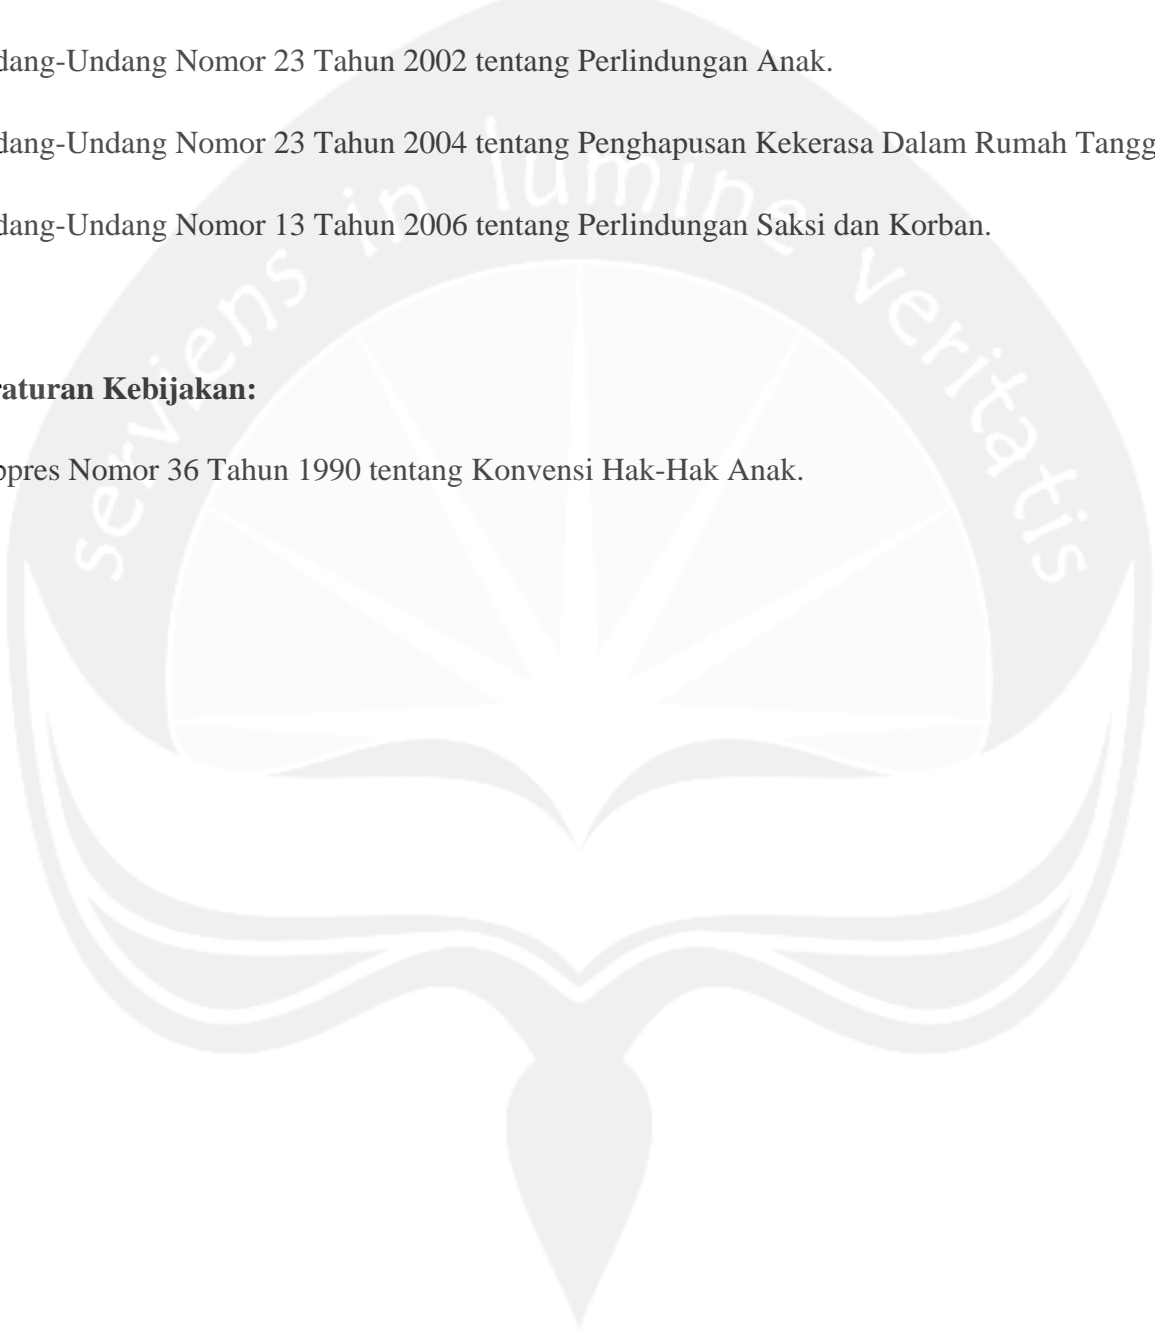 dang-Undang Nomor 23 Tahun 2002 tentang Perlindungan Anak.
dang-Undang Nomor 23 Tahun 2004 tentang Penghapusan Kekerasa Dalam Rumah Tangg
dang-Undang Nomor 13 Tahun 2006 tentang Perlindungan Saksi dan Korban.
serviens in lumine veritatis
raturan Kebijakan:
ppres Nomor 36 Tahun 1990 tentang Konvensi Hak-Hak Anak.